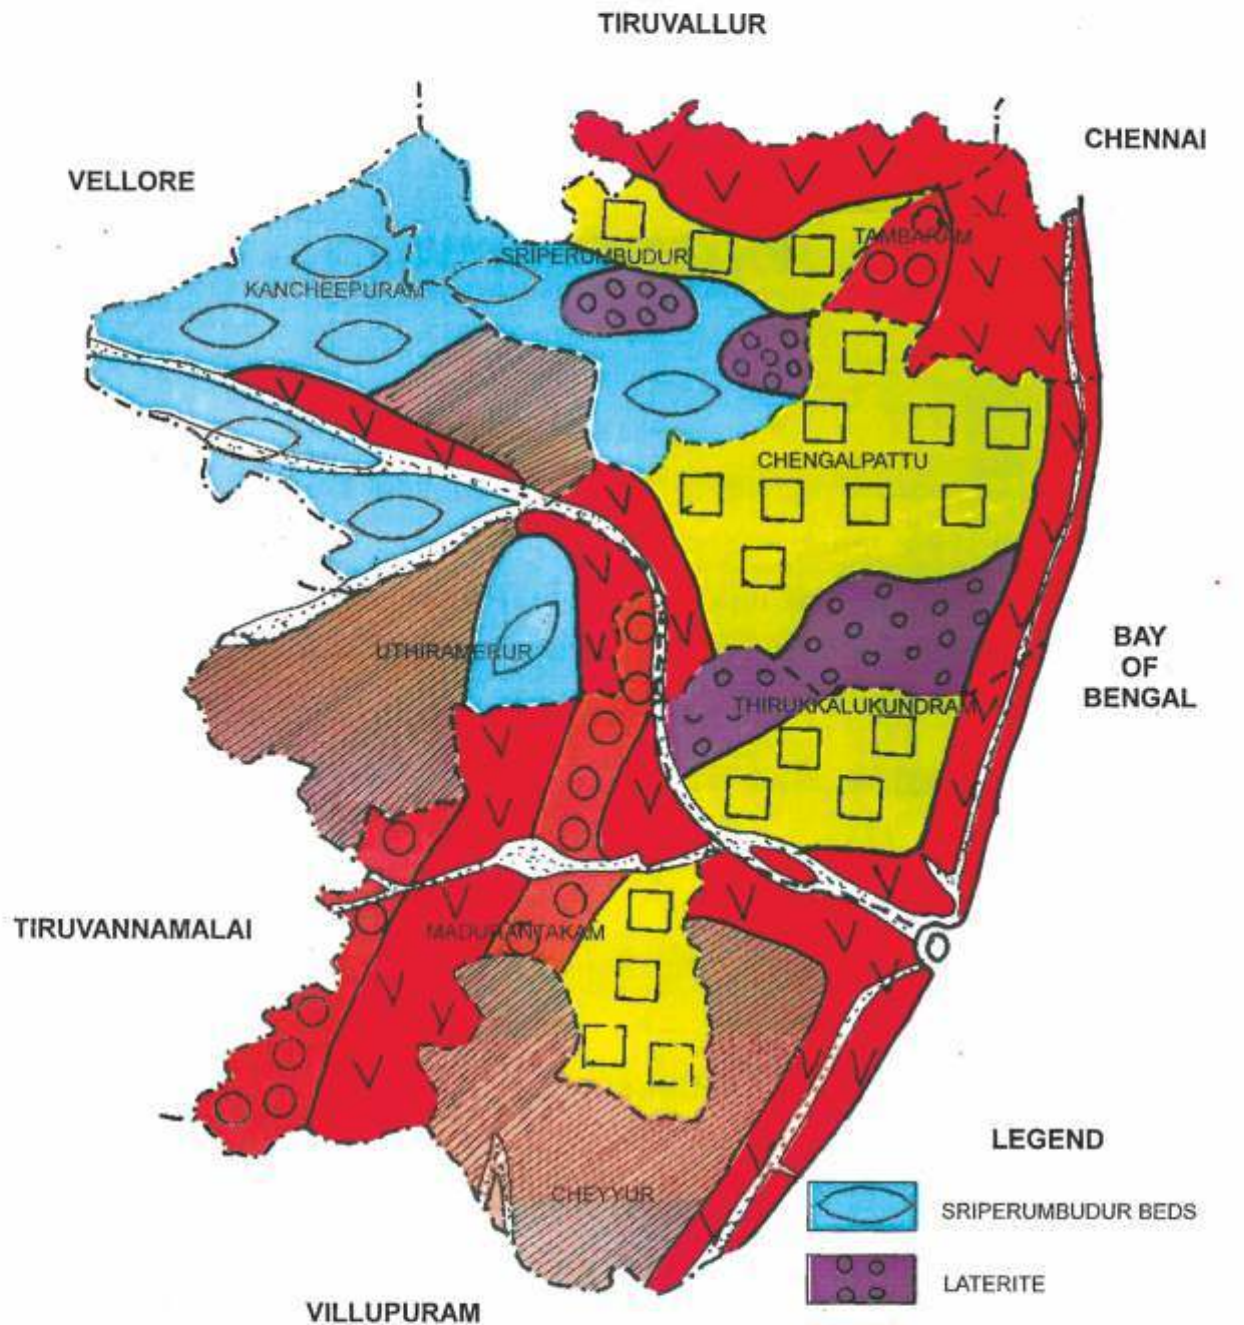 TIRUVALLUR
CHENNAI
VELLORE
TAMBARAM
SRIPERUMBUDUR
KANCHEEPURAM
CHENGALPATTU
UTHIRAMERUR
BAY
OF
BENGAL
THIRUKKALUKUNDRAM
TIRUVANNAMALAI
MADURANTAKAM
CHEYYUR
LEGEND
SRIPERUMBUDUR BEDS
LATERITE
VILLUPURAM